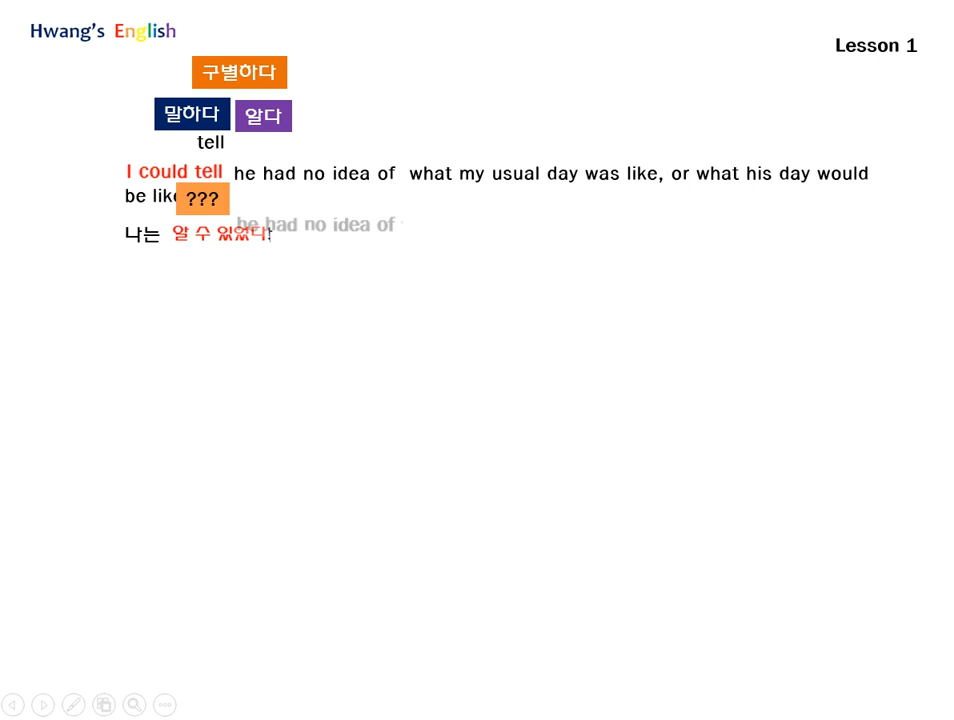 Hwang's English
Lesson 1
구별하다
말하다 알다
tell
I could tell he had no idea of what my usual day was like, or what his day would
be like
???
he had no idea of
나는 알 수 있었다